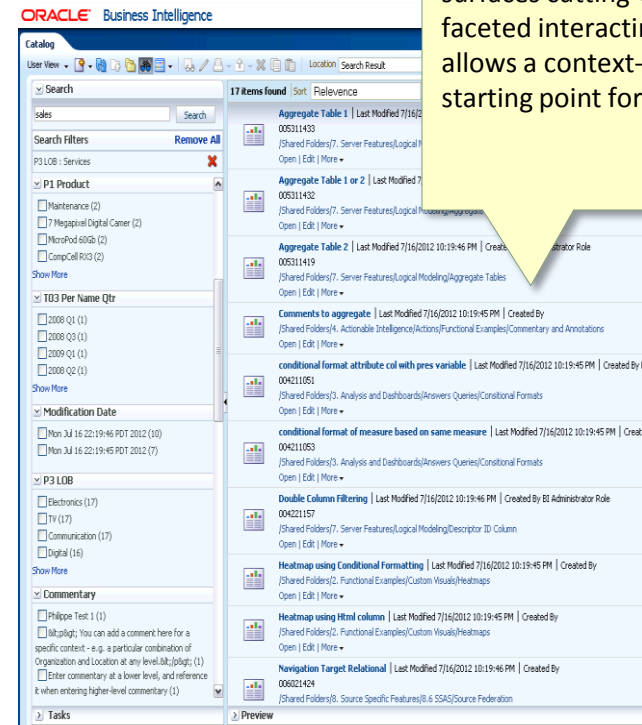 ORACLE Business Intelligence
surfaces cutting
faceted interactin
allows a context-
starting point for
Catalog
User View
Location Search Result
Search
sales
Search
Search Filters Remove All
P3 LOB : Services
P1 Product
Maintenance (2)
7 Megapixel Digital Camer (2)
MicroPod 60Gb (2)
CompCell RX3 (2)
Show More
T03 Per Name Qtr
2008 Q1 (1)
2008 Q3 (1)
2009 Q1 (1)
2008 Q2 (1)
Show More
Modification Date
Mon Jul 16 22:19:46 PDT 2012 (10)
Mon Jul 16 22:19:45 PDT 2012 (7)
P3 LOB
Electronics (17)
TV (17)
Communication (17)
Digital (16)
Show More
Commentary
Philippe Test 1 (1)
&lt;p&gt; You can add a comment here for a
specific context - e.g. a particular combination of
Organization and Location at any level.&lt;/p&gt; (1)
Enter commentary at a lower level, and reference
it when entering higher-level commentary (1)
Tasks
17 items found Sort Relevence
Aggregate Table 1 | Last Modified 7/16/2
005311433
/Shared Folders/7. Server Features/Logical M
Open | Edit | More
Aggregate Table 1 or 2 | Last Modified 7
005311432
/Shared Folders/7. Server Features/Logical Modeling/Aggregate
Open | Edit | More
Aggregate Table 2 | Last Modified 7/16/2012 10:19:46 PM | Create strator Role
005311419
/Shared Folders/7. Server Features/Logical Modeling/Aggregate Tables
Open | Edit | More
Comments to aggregate | Last Modified 7/16/2012 10:19:45 PM | Created By
/Shared Folders/4. Actionable Intelligence/Actions/Functional Examples/Commentary and Annotations
Open | Edit | More
conditional format attribute col with pres variable | Last Modified 7/16/2012 10:19:45 PM | Created By
004211051
/Shared Folders/3. Analysis and Dashboards/Answers Queries/Consitional Formats
Open | Edit | More
conditional format of measure based on same measure | Last Modified 7/16/2012 10:19:45 PM | Creat
004211053
/Shared Folders/3. Analysis and Dashboards/Answers Queries/Consitional Formats
Open | Edit | More
Double Column Filtering | Last Modified 7/16/2012 10:19:46 PM | Created By BI Administrator Role
004221157
/Shared Folders/7. Server Features/Logical Modeling/Descriptor ID Column
Open | Edit | More
Heatmap using Conditional Formatting | Last Modified 7/16/2012 10:19:45 PM | Created By
/Shared Folders/2. Functional Examples/Custom Visuals/Heatmaps
Open | Edit | More
Heatmap using Html column | Last Modified 7/16/2012 10:19:45 PM | Created By
/Shared Folders/2. Functional Examples/Custom Visuals/Heatmaps
Open | Edit | More
Navigation Target Relational | Last Modified 7/16/2012 10:19:46 PM | Created By
006021424
/Shared Folders/8. Source Specific Features/8.6 SSAS/Source Federation
Preview